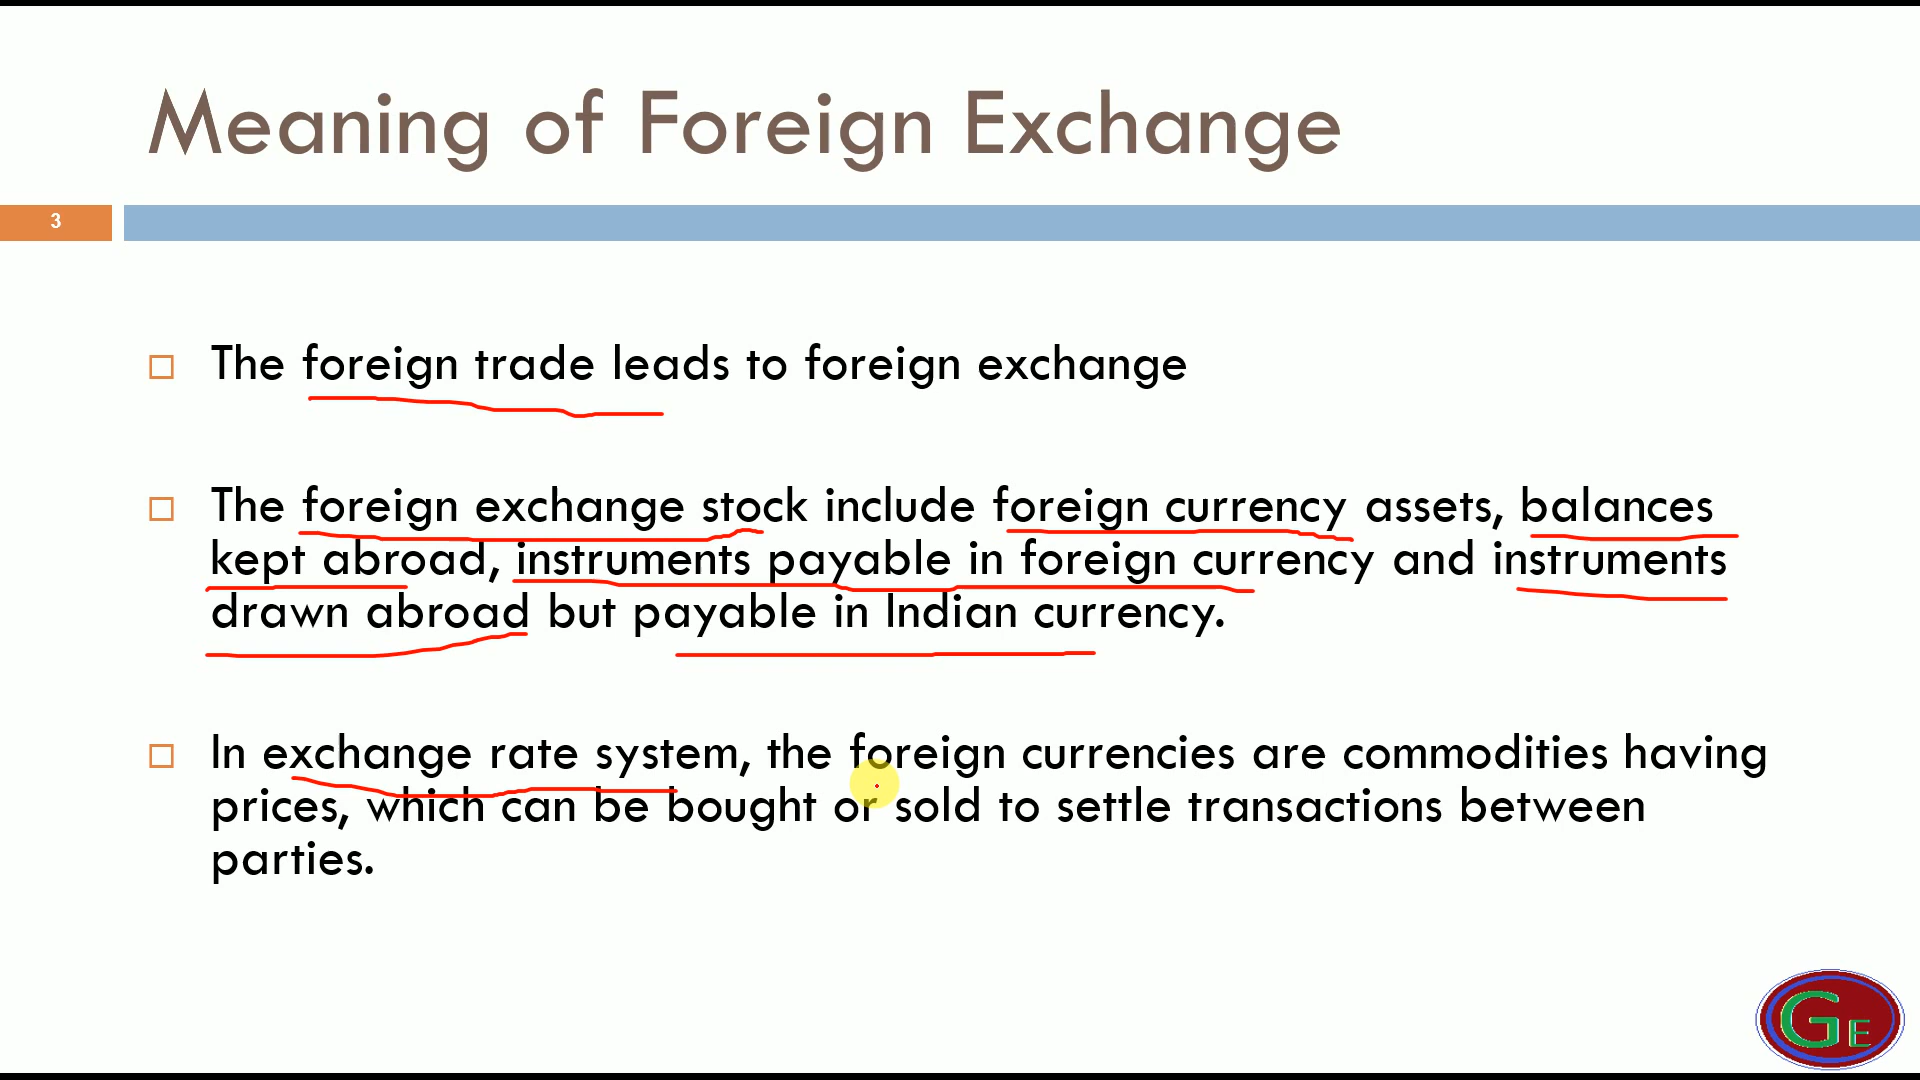 Meaning of Foreign Exchange
3
The foreign trade leads to foreign exchange
The foreign exchange stock include foreign currency assets, balances
kept abroad, instruments payable in foreign currency and instruments
drawn abroad but payable in Indian currency.
In exchange rate system, the foreign currencies are commodities having
prices, which can be bought or sold to settle transactions between
parties.
GE